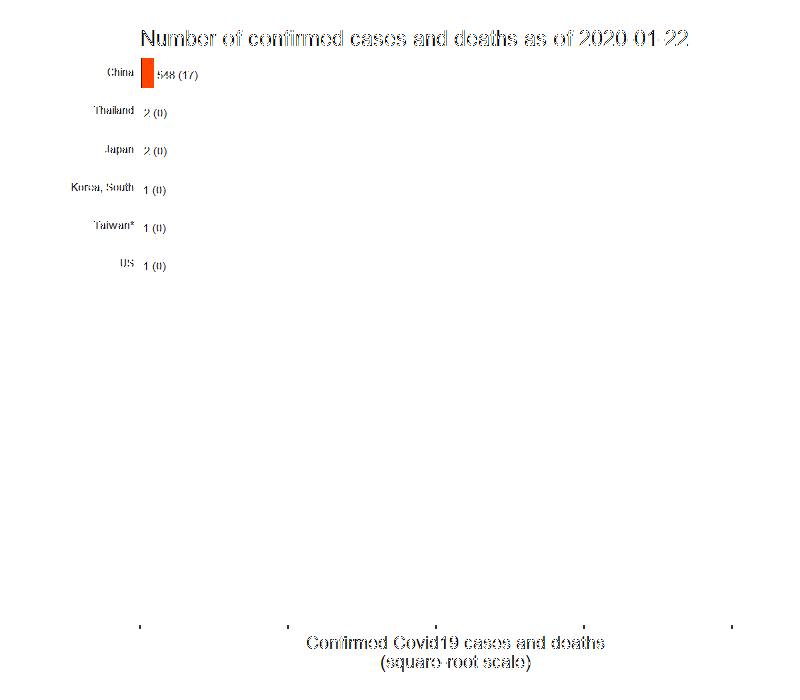 Number of confirmed cases and deaths as of 2020-01-22
China 548 (17)
Thailand 2 (0)
Japan 2 (0)
Korea, South 1 (0)
Taiwan* 1 (0)
US 1 (0)
Confirmed Covid19 cases and deaths
(square-root scale)